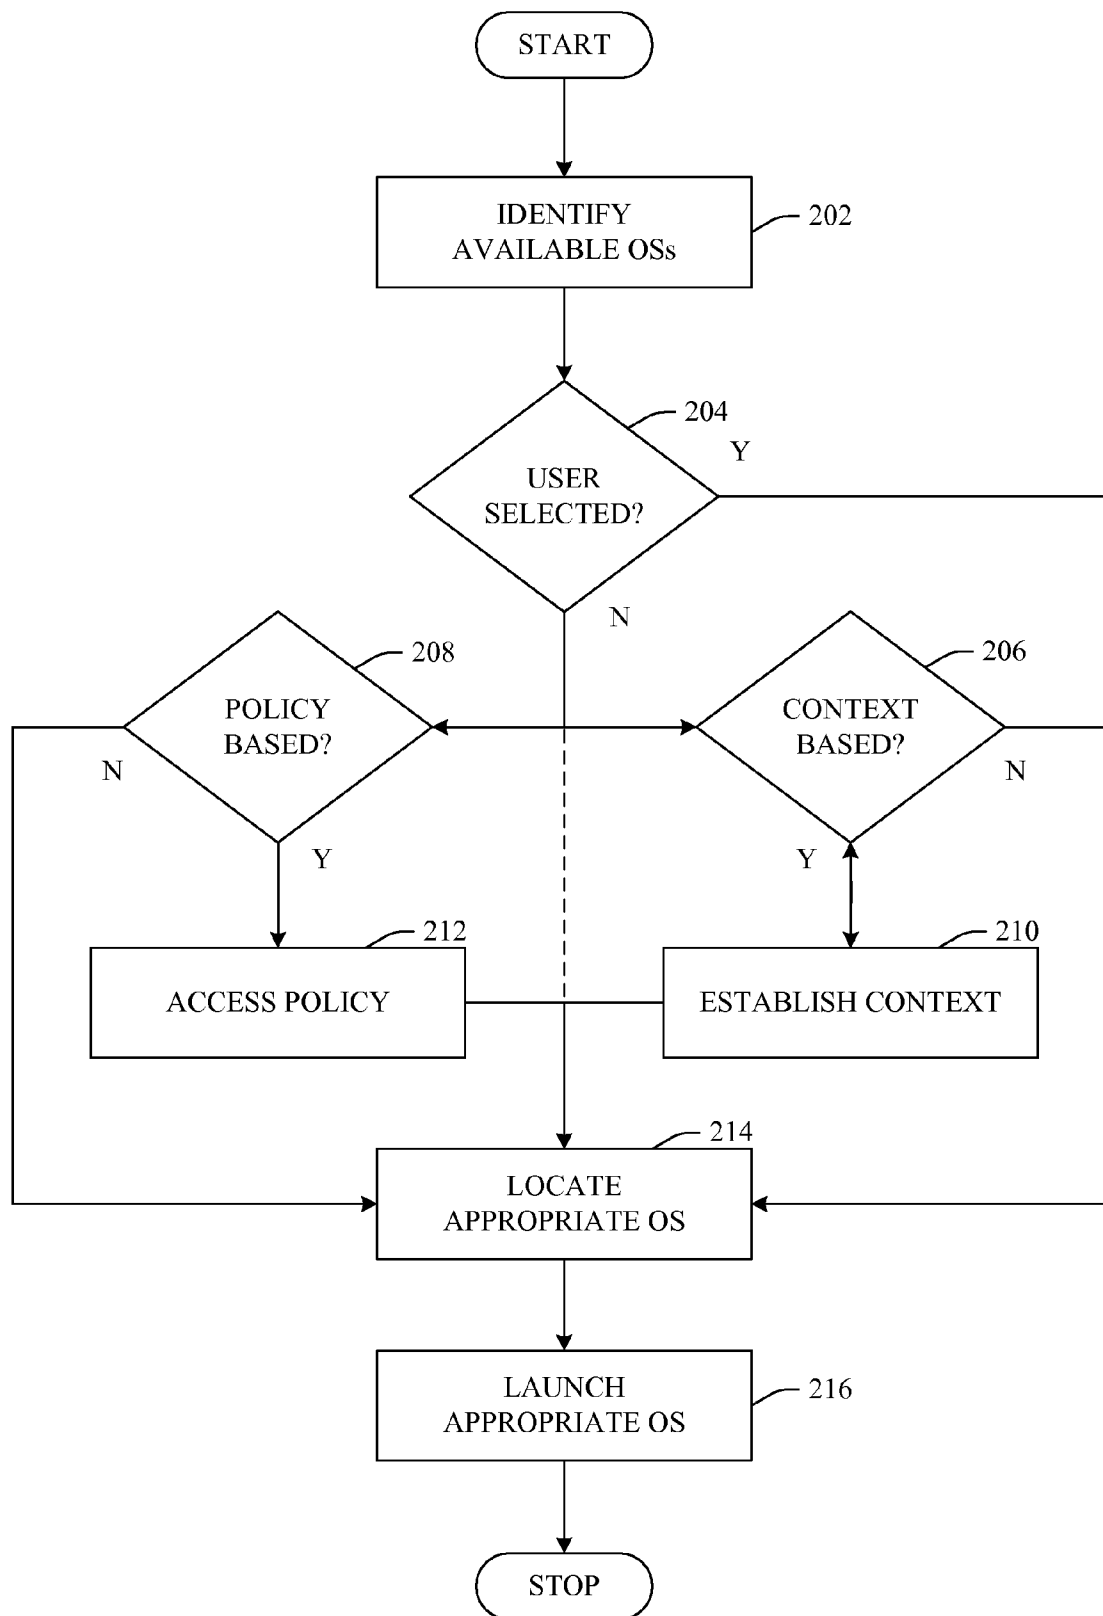 START
IDENTIFY
AVAILABLE OSs
202
204
USER
SELECTED?
Y
N
208
POLICY
BASED?
N
Y
206
CONTEXT
BASED?
N
Y
212
ACCESS POLICY
210
ESTABLISH CONTEXT
214
LOCATE
APPROPRIATE OS
LAUNCH
APPROPRIATE OS
216
STOP